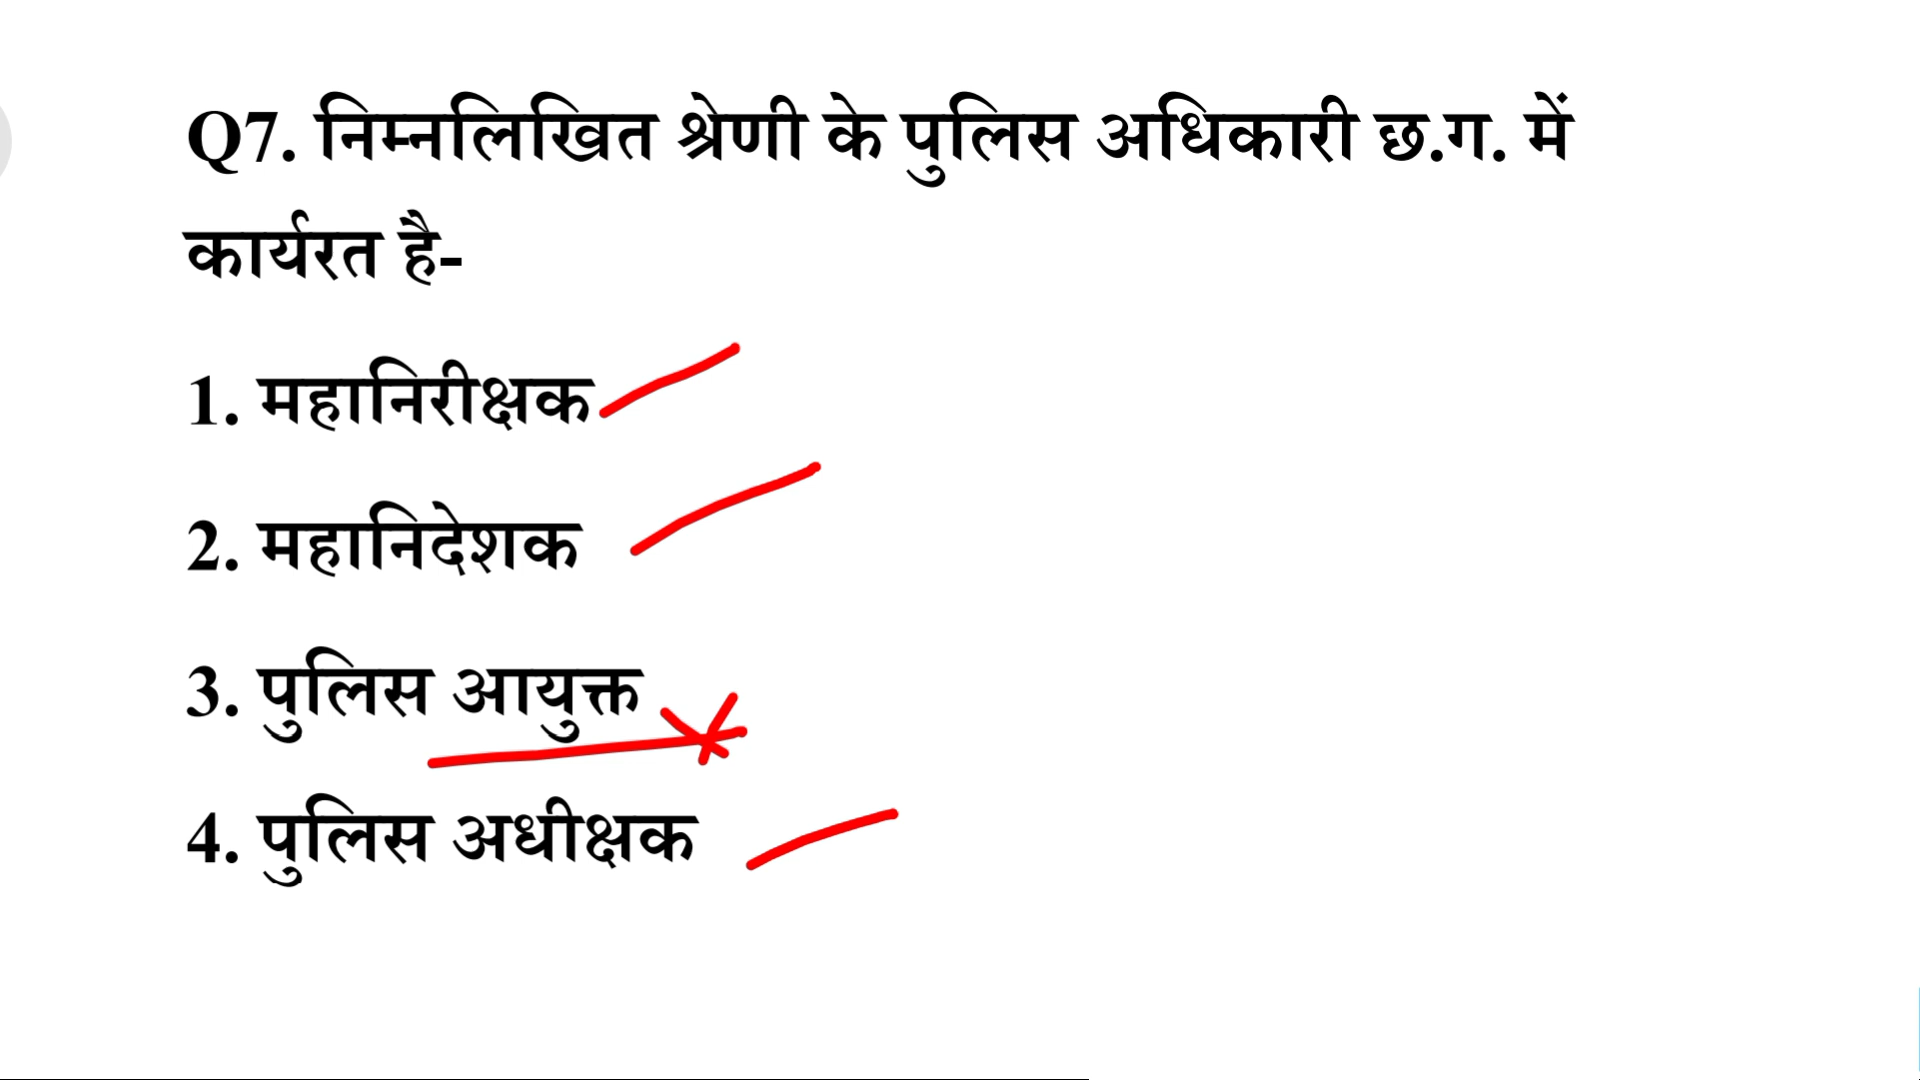 Q7. निम्नलिखित श्रेणी के पुलिस अधिकारी छ.ग. में
कार्यरत है-
1. महानिरीक्षक
2. महानिदेशक
3. पुलिस आयुक्त
4. पुलिस अधीक्षक